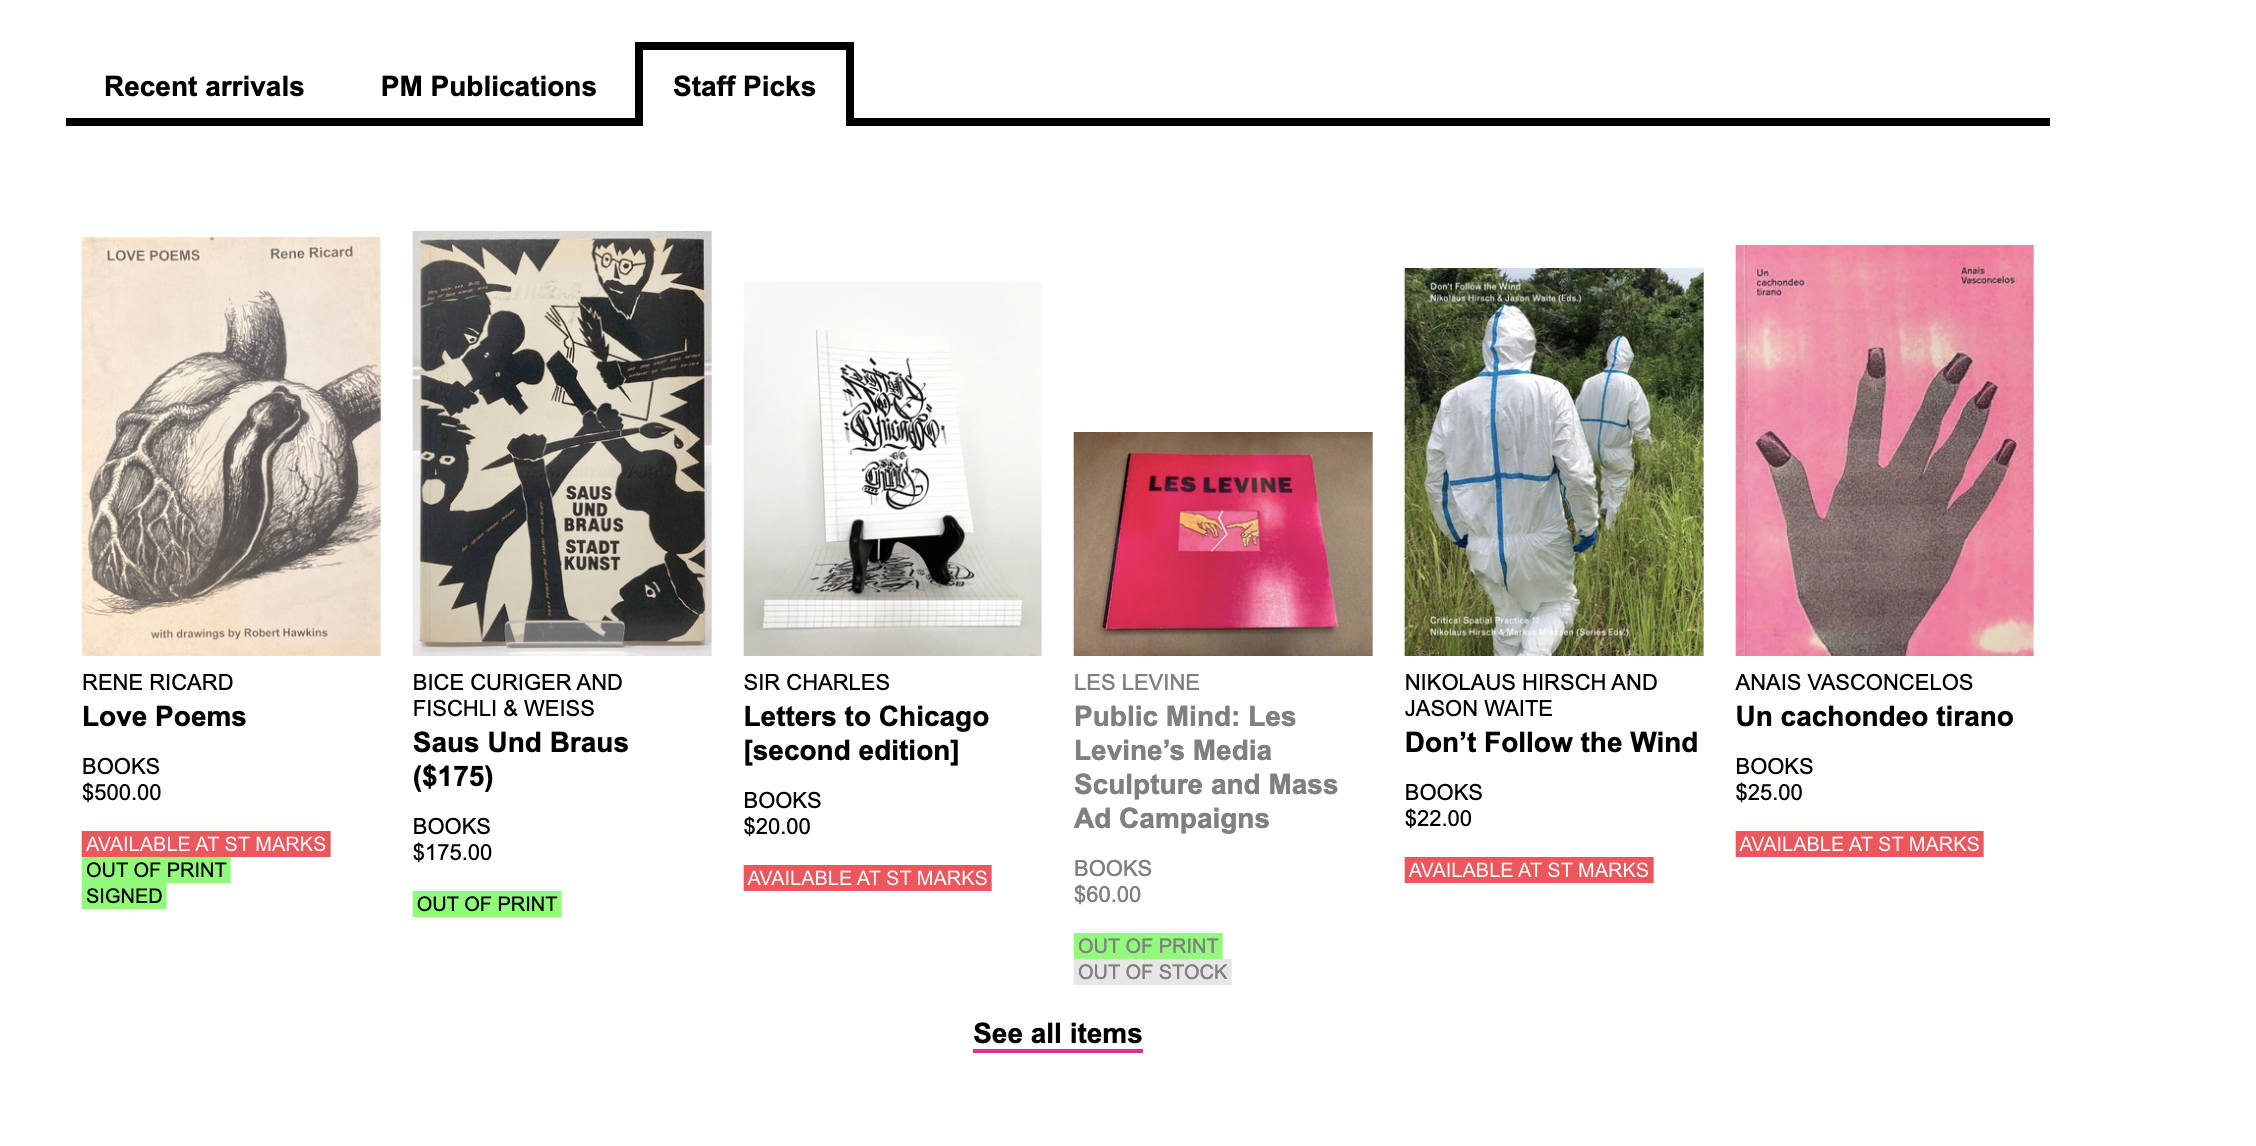 Recent arrivals
PM Publications
Staff Picks
LOVE POEMS
Rene Ricard
with drawings by Robert Hawkins
SAUS
UND
BRAUS
STADT
KUNST
Letters
to
Chicago
LES LEVINE
Don't Follow the Wind
Nikolaus Hirsch & Jason Waite (Eds.)
Critical Spatial Practice 12
Nikolaus Hirsch & Markus Miessen (Series Eds.)
Un
cachondeo
tirano
Anais
Vasconcelos
RENE RICARD
Love Poems
BOOKS
$500.00
AVAILABLE AT ST MARKS
OUT OF PRINT
SIGNED
BICE CURIGER AND
FISCHLI & WEISS
Saus Und Braus
($175)
BOOKS
$175.00
OUT OF PRINT
SIR CHARLES
Letters to Chicago
[second edition]
BOOKS
$20.00
AVAILABLE AT ST MARKS
LES LEVINE
Public Mind: Les
Levine’s Media
Sculpture and Mass
Ad Campaigns
BOOKS
$60.00
OUT OF PRINT
OUT OF STOCK
NIKOLAUS HIRSCH AND
JASON WAITE
Don’t Follow the Wind
BOOKS
$22.00
AVAILABLE AT ST MARKS
ANAIS VASCONCELOS
Un cachondeo tirano
BOOKS
$25.00
AVAILABLE AT ST MARKS
See all items